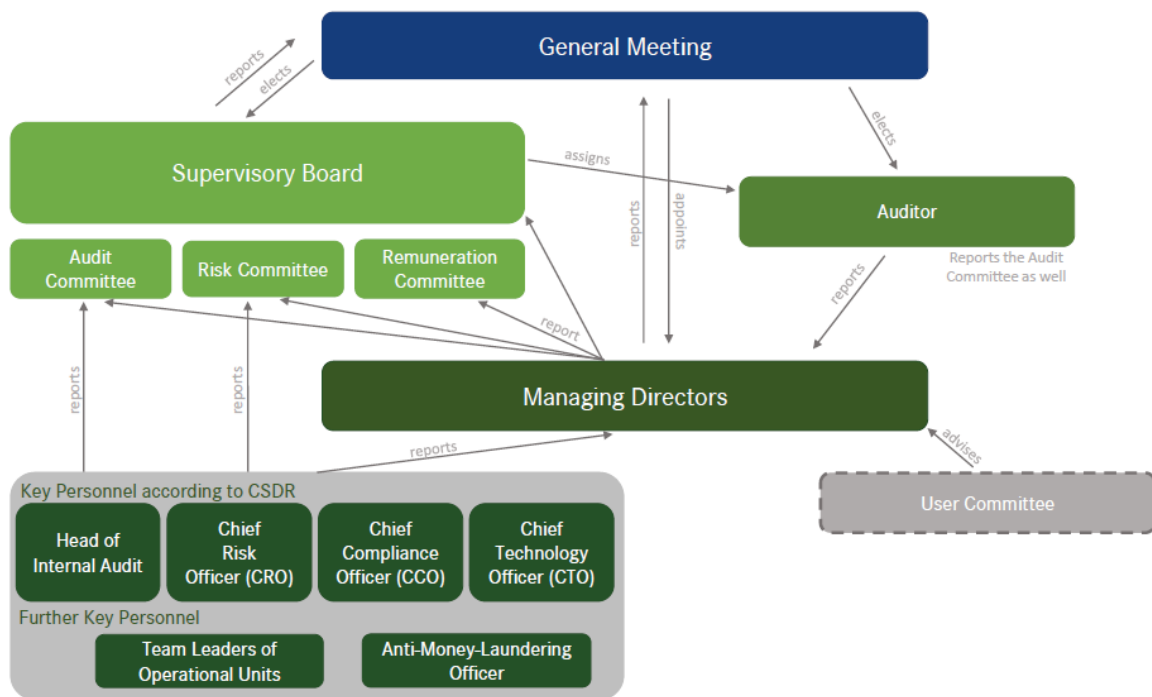 General Meeting
reports
elects
elects
Supervisory Board
assigns
Auditor
reports
appoints
Reports the Audit
Committee as well
Audit
Committee
Risk Committee
Remuneration
Committee
reports
report
Managing Directors
reports
reports
reports
advises
Key Personnel according to CSDR
User Committee
Head of
Internal Audit
Chief
Risk
Officer (CRO)
Chief
Compliance
Officer (CCO)
Chief
Technology
Officer (CTO)
Further Key Personnel
Team Leaders of
Operational Units
Anti-Money-Laundering
Officer